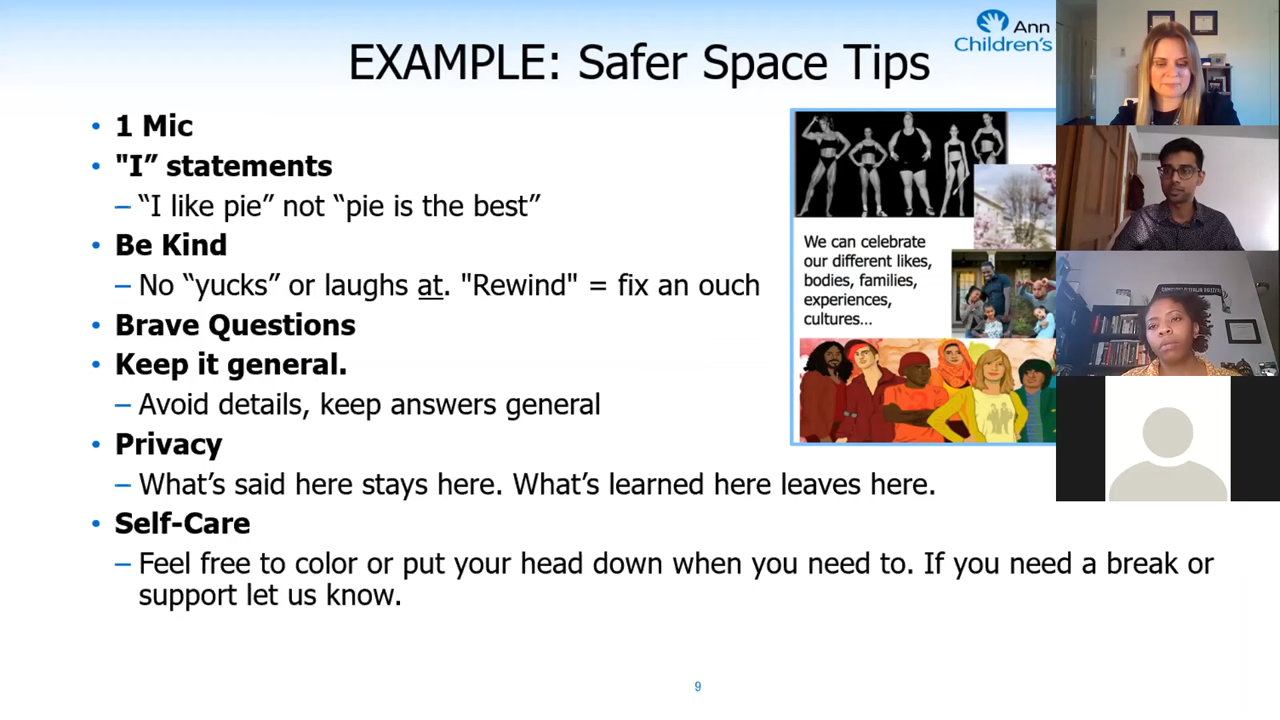 Ann
Children's
EXAMPLE: Safer Space Tips
• 1 Mic
• "I” statements
– “I like pie” not “pie is the best”
• Be Kind
– No “yucks” or laughs at. "Rewind" = fix an ouch
• Brave Questions
• Keep it general.
– Avoid details, keep answers general
• Privacy
– What’s said here stays here. What’s learned here leaves here.
• Self-Care
– Feel free to color or put your head down when you need to. If you need a break or
support let us know.
We can celebrate
our different likes,
bodies, families,
experiences,
cultures...
9